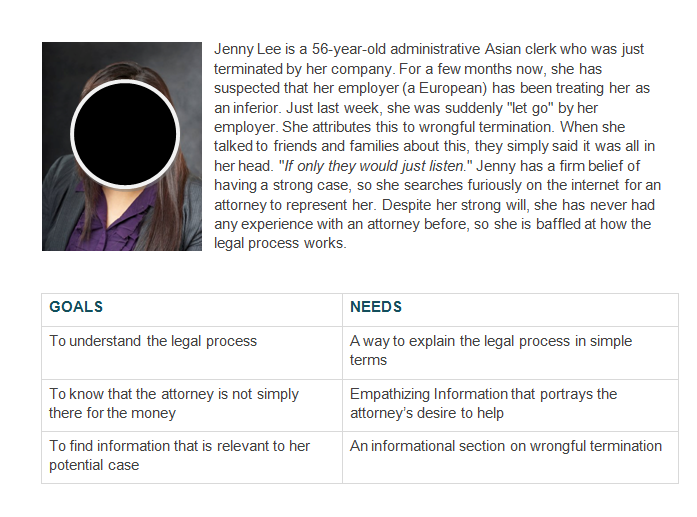 Jenny Lee is a 56-year-old administrative Asian clerk who was just
terminated by her company. For a few months now, she has
suspected that her employer (a European) has been treating her as
an inferior. Just last week, she was suddenly "let go" by her
employer. She attributes this to wrongful termination. When she
talked to friends and families about this, they simply said it was all in
her head. "If only they would just listen." Jenny has a firm belief of
having a strong case, so she searches furiously on the internet for an
attorney to represent her. Despite her strong will, she has never had
any experience with an attorney before, so she is baffled at how the
legal process works.
GOALS
NEEDS
To understand the legal process
A way to explain the legal process in simple
terms
To know that the attorney is not simply
there for the money
Empathizing Information that portrays the
attorney’s desire to help
To find information that is relevant to her
potential case
An informational section on wrongful termination